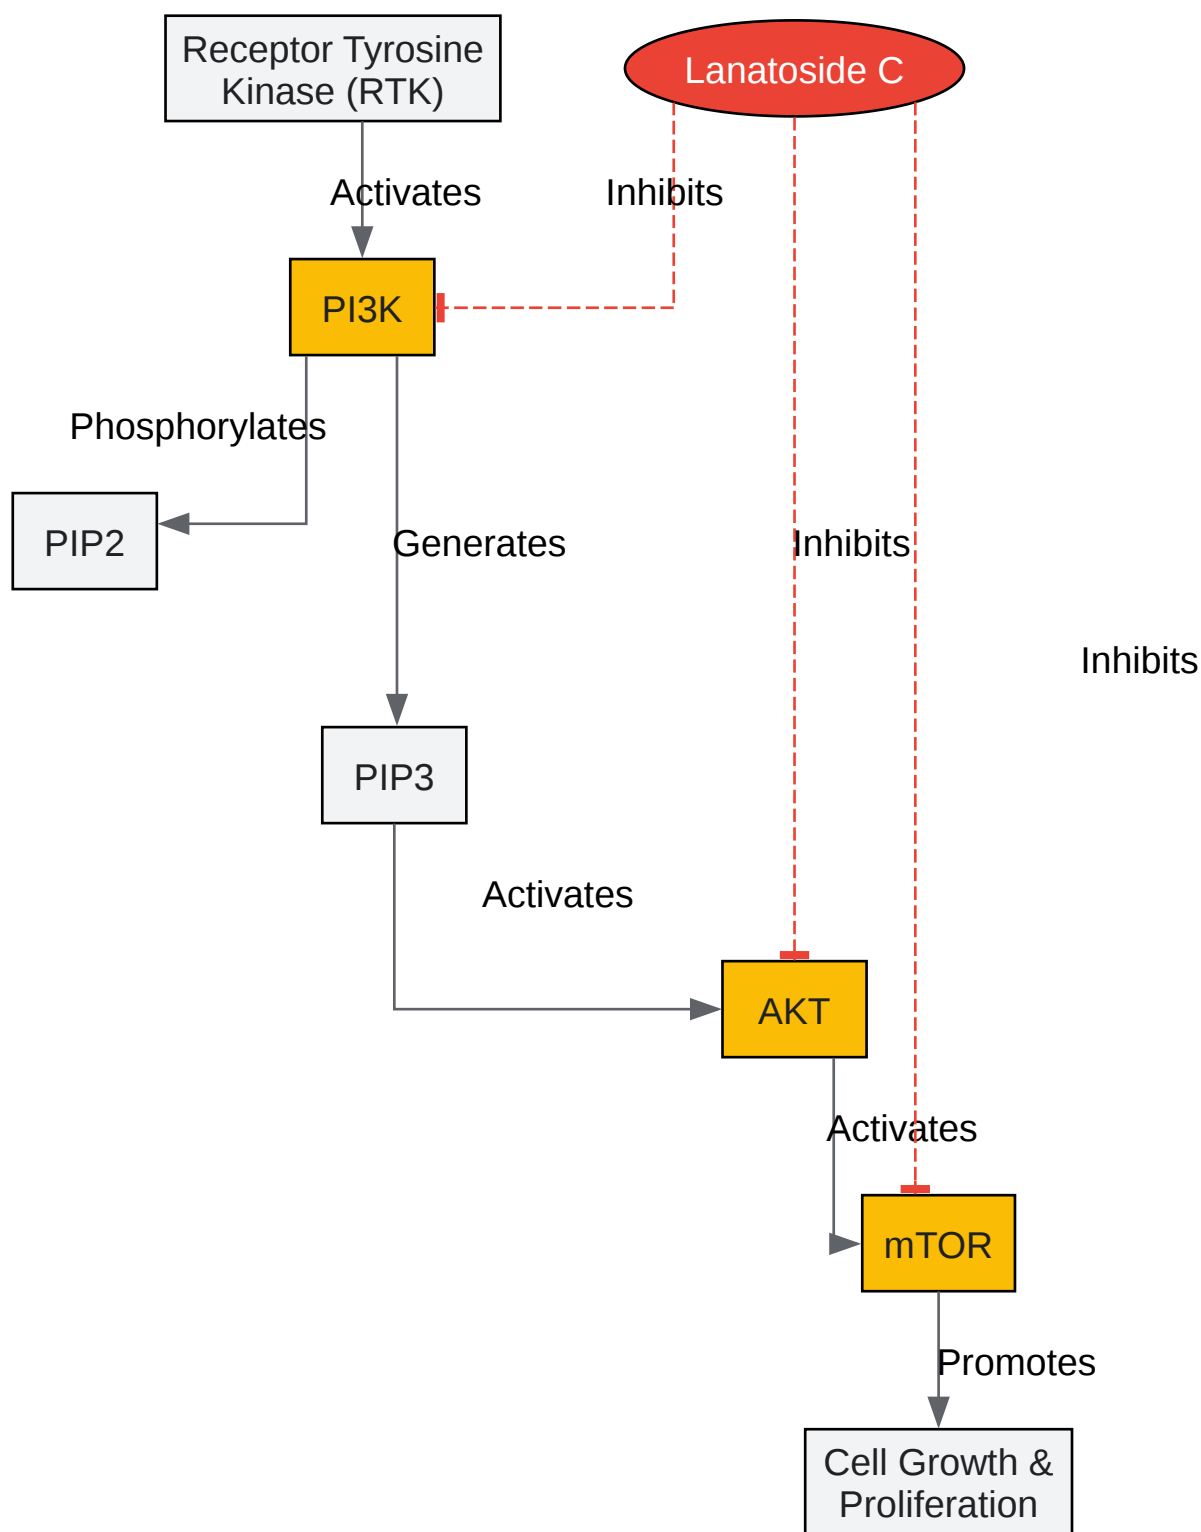 Receptor Tyrosine
Kinase (RTK)
Lanatoside C
Activates
Inhibits
PI3K
Phosphorylates
PIP2
Generates
Inhibits
Inhibits
PIP3
Activates
AKT
Activates
mTOR
Promotes
Cell Growth &
Proliferation